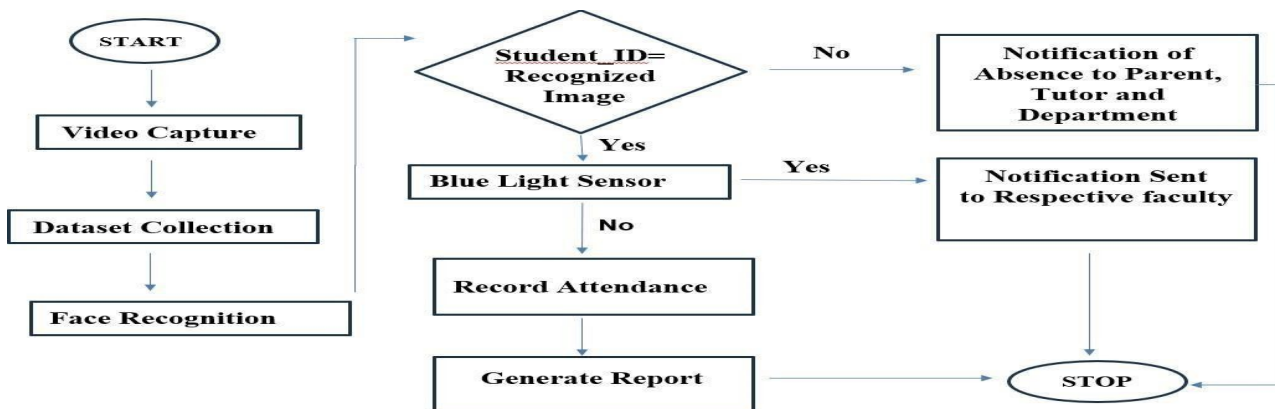 START
Video Capture
Dataset Collection
Face Recognition
Student_ID=
Recognized
Image
No
Notification of
Absence to Parent,
Tutor and
Department
Yes
Blue Light Sensor
Yes
Notification Sent
to Respective faculty
No
Record Attendance
Generate Report
STOP